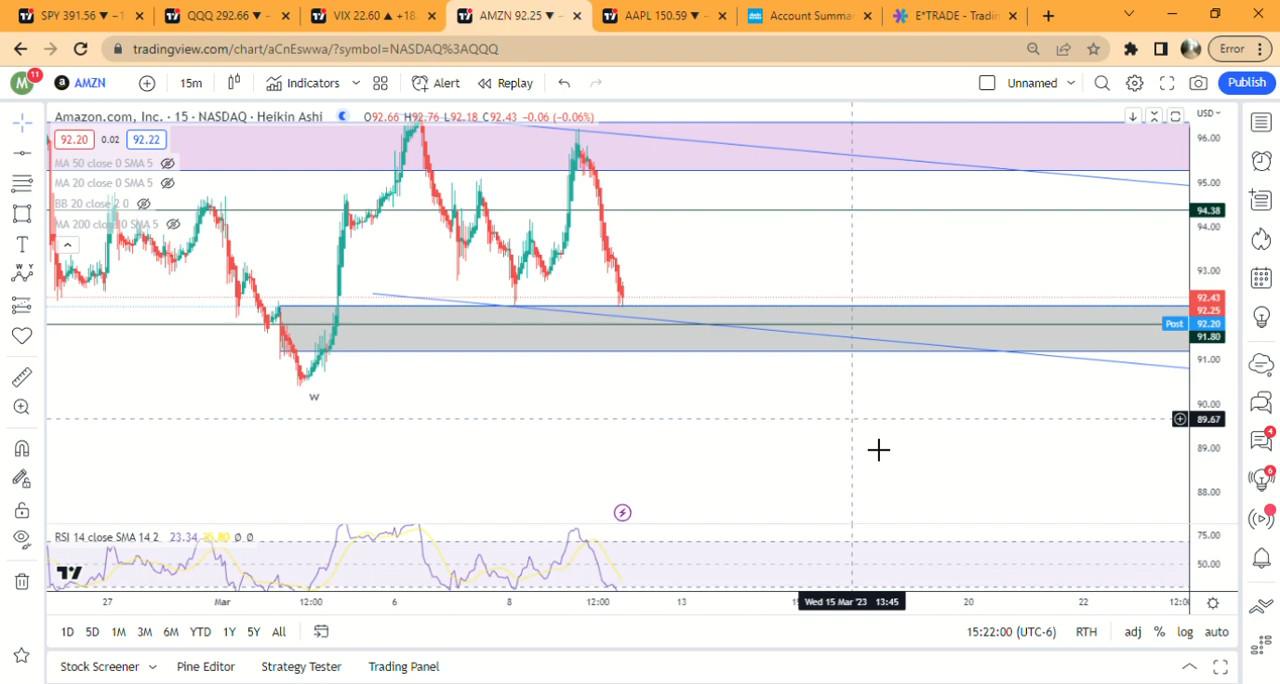 SPY 391.56 ▼ −1 QQQ 292.66 ▼ − VIX 22.60 ▲ +18. AMZN 92.25 ▼ − AAPL 150.59 ▼ − Account Summa E*TRADE - Tradin
tradingview.com/chart/aCnEswwa/?symbol=NASDAQ%3AQQQ Error
M 11 a AMZN 15m Indicators Alert Replay Unnamed Publish
Amazon.com, Inc. · 15 · NASDAQ · Heikin Ashi O92.66 H92.76 L92.18 C92.43 −0.06 (−0.06%) USD
92.20 0.02 92.22 96.00
MA 50 close 0 SMA 5
MA 20 close 0 SMA 5 95.00
BB 20 close 2 0 94.38
MA 200 close 0 SMA 5 94.00
93.00
92.43
92.25
Post 92.20
91.80
91.00
W 90.00
89.67
89.00
88.00
RSI 14 close SMA 14 2 23.34 Ø Ø 75.00
50.00
27 Mar 12:00 6 8 12:00 13 Wed 15 Mar '23 13:45 20 22
1D 5D 1M 3M 6M YTD 1Y 5Y All 15:22:00 (UTC-6) RTH adj % log auto
Stock Screener Pine Editor Strategy Tester Trading Panel
4
6